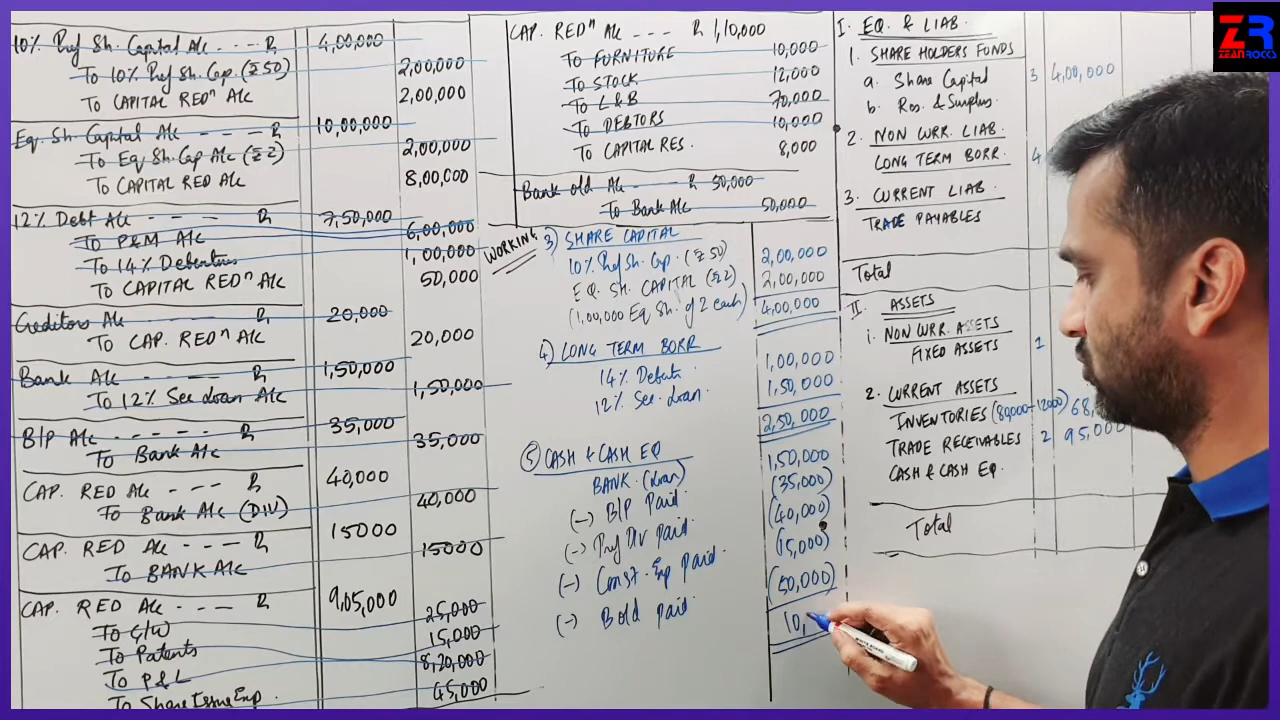 10% Pref Sh. Capital A/c - - - R 4,00,000
To 10% Pref Sh. Cap. (₹ 50) 2,00,000
To CAPITAL REDⁿ A/c 2,00,000
Eq. Sh. Capital A/c - - - R 10,00,000
To Eq Sh. Cap A/c (₹ 2) 2,00,000
To CAPITAL RED A/c 8,00,000
12% Debt A/c - - - R 7,50,000
To P&M A/c 6,00,000
To 14% Debentures 1,00,000
To CAPITAL REDⁿ A/c 50,000
Creditors A/c - - - R 20,000
To CAP. REDⁿ A/c 20,000
Bank A/c - - - R 1,50,000
To 12% Sec Loan A/c 1,50,000
B/P A/c - - - - - R 35,000
To Bank A/c 35,000
CAP. RED A/c - - - R 40,000
To Bank A/c (DIV) 40,000
CAP. RED A/c - - - R 15000
To BANK A/c 15000
CAP. RED A/c - - - R 9,05,000
To G/W 25,000
To Patents 15,000
To P & L 8,20,000
To Share Issue Exp. 45,000
CAP. REDⁿ A/c - - - R 1,10,000
To FURNITURE 10,000
To STOCK 12,000
To L&B 70,000
To DEBTORS 10,000
To CAPITAL RES. 8,000
Bank old A/c - - - R 50,000
To Bank A/c 50,000
WORKING
3) SHARE CAPITAL
10% Pref Sh. Cap. (₹ 50) 2,00,000
EQ. SH. CAPITAL (₹ 2) 2,00,000
(1,00,000 Eq Sh. of 2 each) 4,00,000
4) LONG TERM BORR
14% Debent. 1,00,000
12% Sec. Loan 1,50,000
2,50,000
5) CASH & CASH EQ
BANK (loan) 1,50,000
(-) B/P Paid (35,000)
(-) Pref Div Paid (40,000)
(-) Const. Exp Paid (15,000)
(-) Bold Paid (50,000)
10,
I. EQ. & LIAB.
1. SHARE HOLDERS FUNDS
a. Share Capital 3 4,00,000
b. Res. & Surplus.
2. NON CURR. LIAB.
LONG TERM BORR. 4
3. CURRENT LIAB.
TRADE PAYABLES
Total
II. ASSETS
1. NON CURR. ASSETS
FIXED ASSETS 1
2. CURRENT ASSETS
INVENTORIES (80,000-12000) 68,
TRADE RECEIVABLES 2 95,000
CASH & CASH EQ.
Total
ZR
ZEAN ROCKS